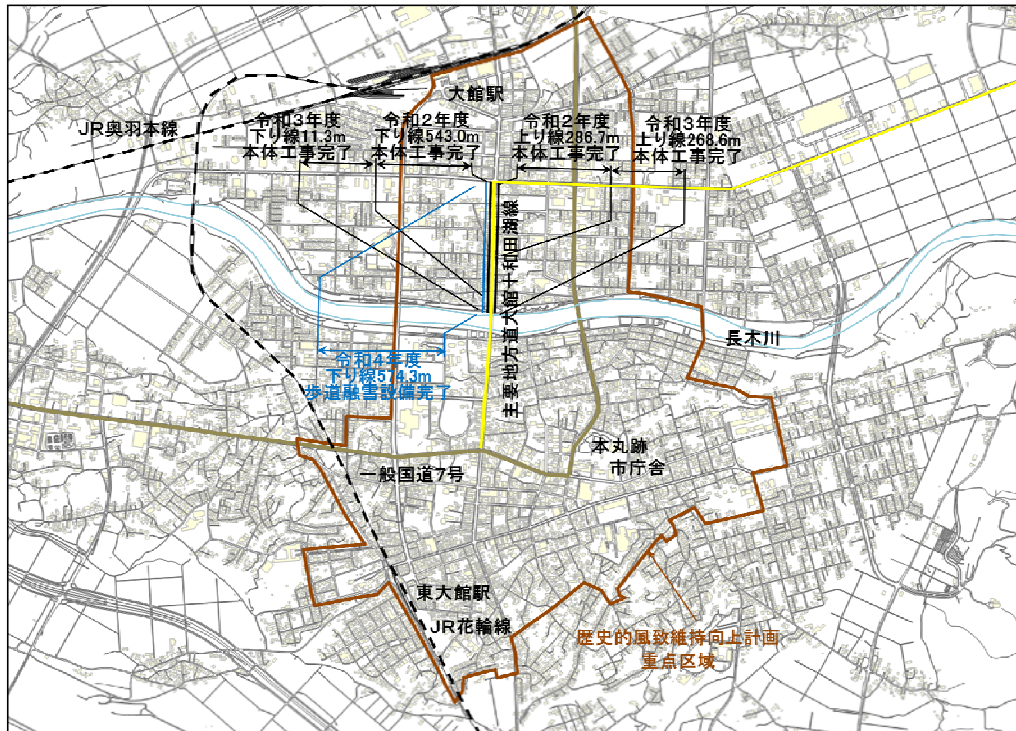 大館駅
JR奥羽本線
令和3年度
下り線11.3m
本体工事完了
令和2年度
下り線543.0m
本体工事完了
令和2年度
上り線286.7m
本体工事完了
令和3年度
上り線268.6m
本体工事完了
主要地方道大館十和田湖線
長木川
令和4年度
下り線574.3m
歩道融雪設備完了
一般国道7号
本丸跡
市庁舎
東大館駅
JR花輪線
歴史的風致維持向上計画
重点区域